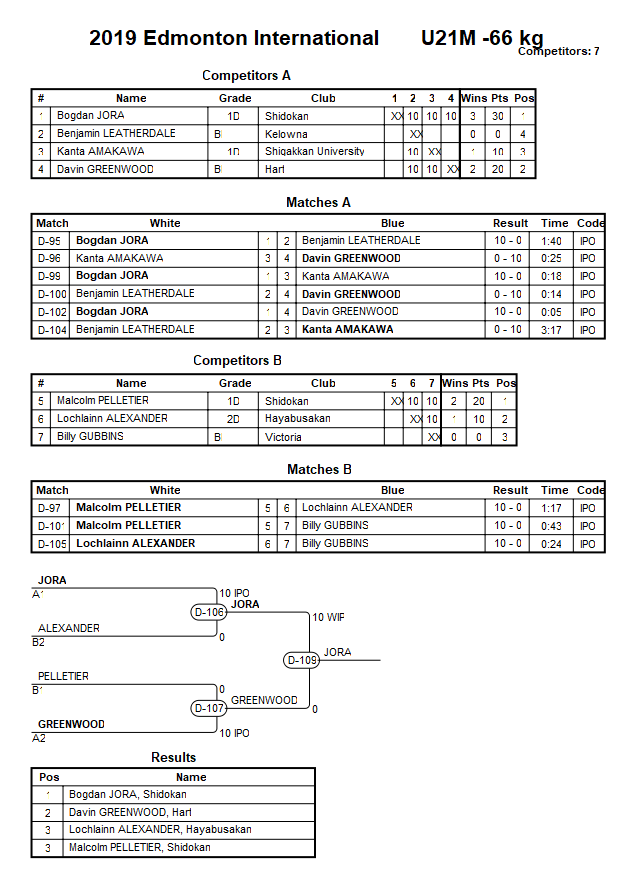 2019 Edmonton International U21M -66 kg
Competitors: 7
Competitors A
# Name Grade Club 1 2 3 4 Wins Pts Pos
1 Bogdan JORA 1D Shidokan XX 10 10 10 3 30 1
2 Benjamin LEATHERDALE B Kelowna XX 0 0 4
3 Kanta AMAKAWA 1D Shigakkan University 10 XX 1 10 3
4 Davin GREENWOOD B Hart 10 10 XX 2 20 2
Matches A
Match White Blue Result Time Code
D-95 Bogdan JORA 1 2 Benjamin LEATHERDALE 10 - 0 1:40 IPO
D-96 Kanta AMAKAWA 3 4 Davin GREENWOOD 0 - 10 0:25 IPO
D-99 Bogdan JORA 1 3 Kanta AMAKAWA 10 - 0 0:18 IPO
D-100 Benjamin LEATHERDALE 2 4 Davin GREENWOOD 0 - 10 0:14 IPO
D-102 Bogdan JORA 1 4 Davin GREENWOOD 10 - 0 0:05 IPO
D-104 Benjamin LEATHERDALE 2 3 Kanta AMAKAWA 0 - 10 3:17 IPO
Competitors B
# Name Grade Club 5 6 7 Wins Pts Pos
5 Malcolm PELLETIER 1D Shidokan XX 10 10 2 20 1
6 Lochlainn ALEXANDER 2D Hayabusakan XX 10 1 10 2
7 Billy GUBBINS B Victoria XX 0 0 3
Matches B
Match White Blue Result Time Code
D-97 Malcolm PELLETIER 5 6 Lochlainn ALEXANDER 10 - 0 1:17 IPO
D-101 Malcolm PELLETIER 5 7 Billy GUBBINS 10 - 0 0:43 IPO
D-105 Lochlainn ALEXANDER 6 7 Billy GUBBINS 10 - 0 0:24 IPO
JORA
A1 10 IPO
D-106 JORA
ALEXANDER 10 WIP
B2 0
D-109 JORA
PELLETIER
B1 0
D-107 GREENWOOD
0
GREENWOOD
A2 10 IPO
Results
Pos Name
1 Bogdan JORA, Shidokan
2 Davin GREENWOOD, Hart
3 Lochlainn ALEXANDER, Hayabusakan
3 Malcolm PELLETIER, Shidokan